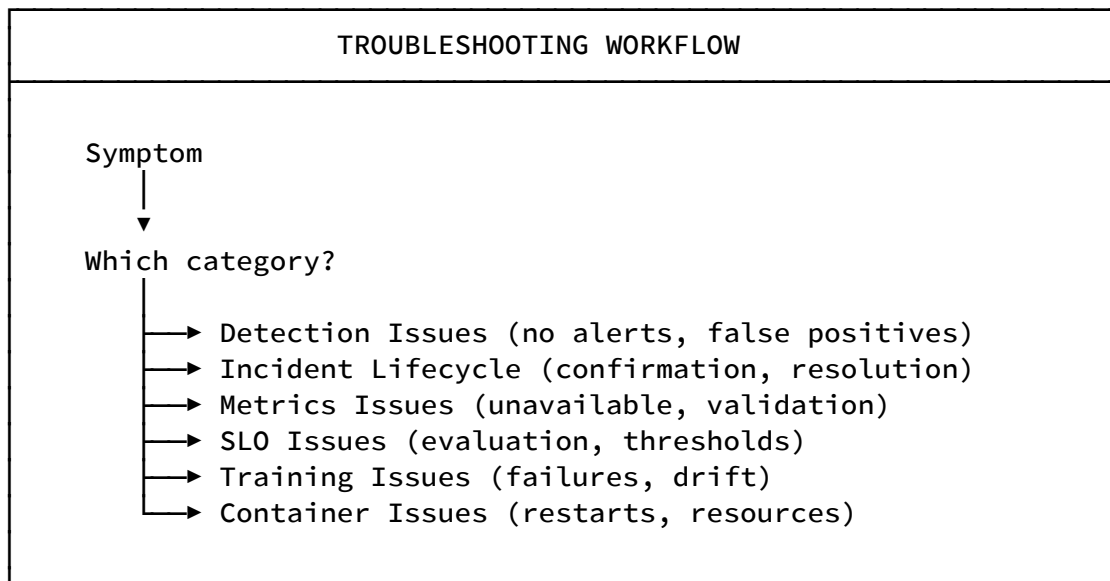 TROUBLESHOOTING WORKFLOW
Symptom
Which category?
Detection Issues (no alerts, false positives)
Incident Lifecycle (confirmation, resolution)
Metrics Issues (unavailable, validation)
SLO Issues (evaluation, thresholds)
Training Issues (failures, drift)
Container Issues (restarts, resources)